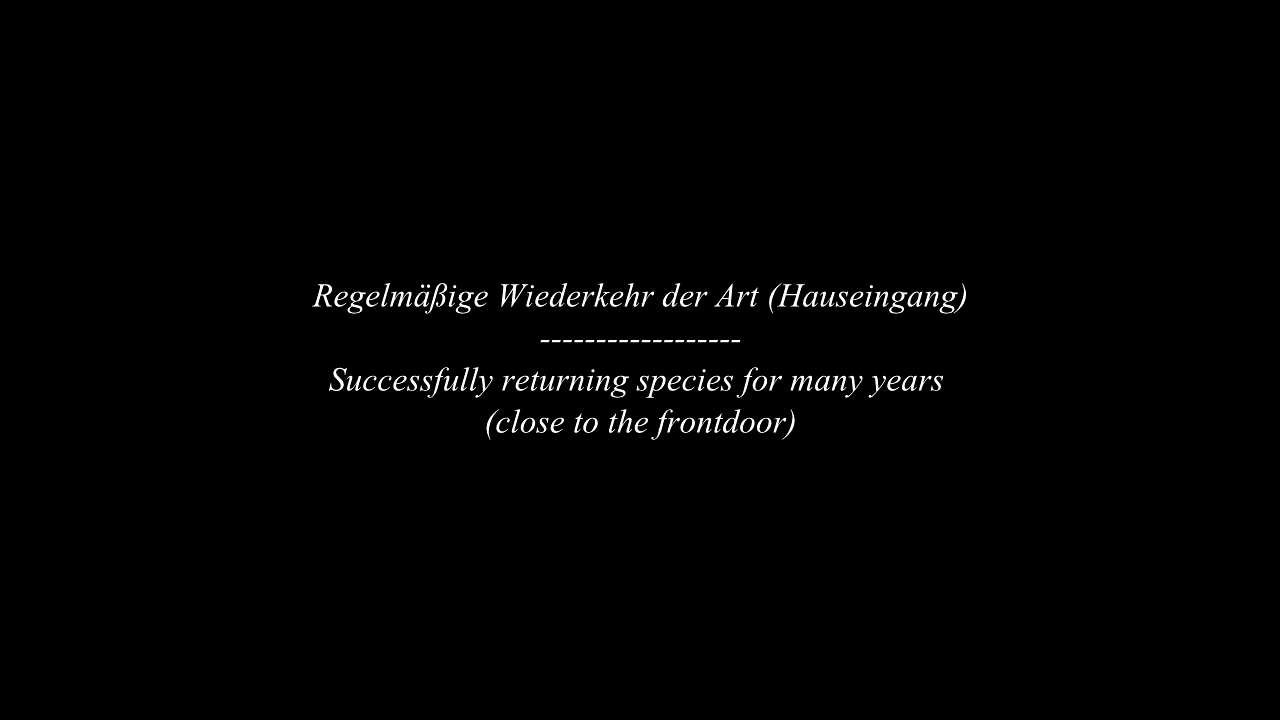 Regelmäßige Wiederkehr der Art (Hauseingang)
------------------
Successfully returning species for many years
(close to the frontdoor)